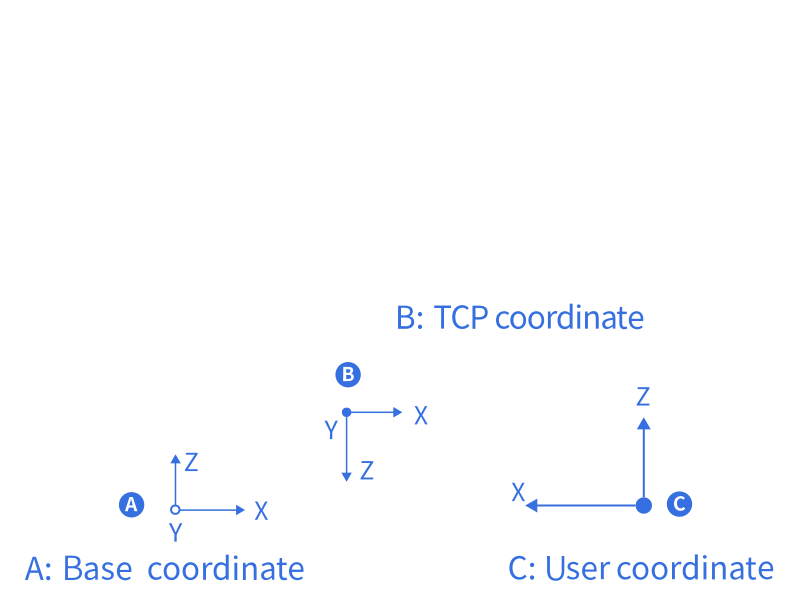 B: TCP coordinate
B
Y
X
Z
Z
X
C
Z
A
X
Y
A: Base coordinate
C: User coordinate